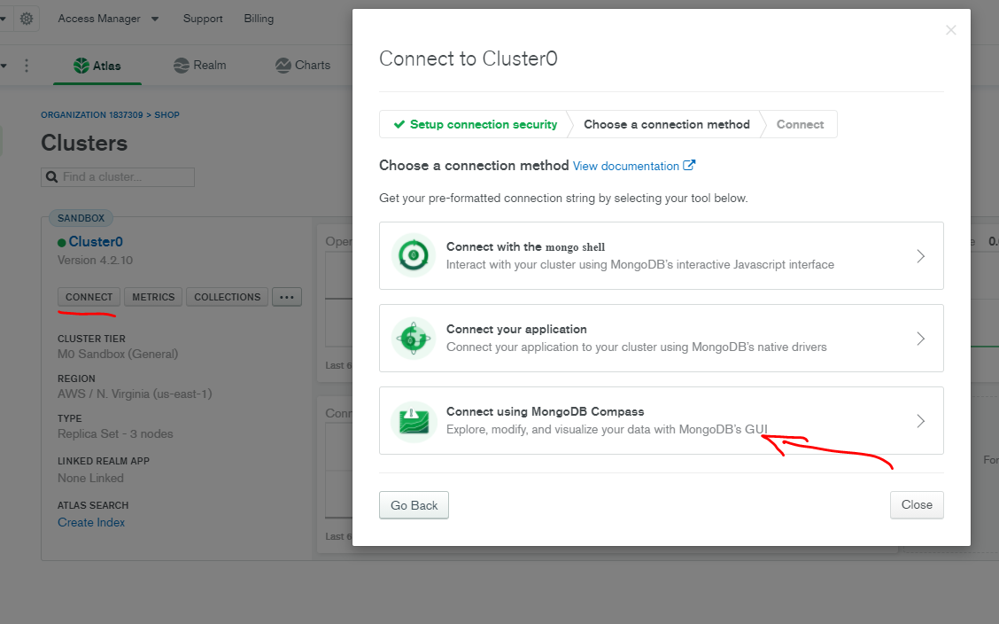 Access Manager
Support
Billing
Atlas
Realm
Charts
ORGANIZATION 1837309 > SHOP
Clusters
Find a cluster...
SANDBOX
Cluster0
Version 4.2.10
CONNECT
METRICS
COLLECTIONS
...
CLUSTER TIER
M0 Sandbox (General)
REGION
AWS / N. Virginia (us-east-1)
TYPE
Replica Set - 3 nodes
LINKED REALM APP
None Linked
ATLAS SEARCH
Create Index
Oper
Last 6
Conn
Last 6
0.0
For
Connect to Cluster0
Setup connection security
Choose a connection method
Connect
Choose a connection method View documentation
Get your pre-formatted connection string by selecting your tool below.
Connect with the mongo shell
Interact with your cluster using MongoDB's interactive Javascript interface
Connect your application
Connect your application to your cluster using MongoDB's native drivers
Connect using MongoDB Compass
Explore, modify, and visualize your data with MongoDB's GUI
Go Back
Close